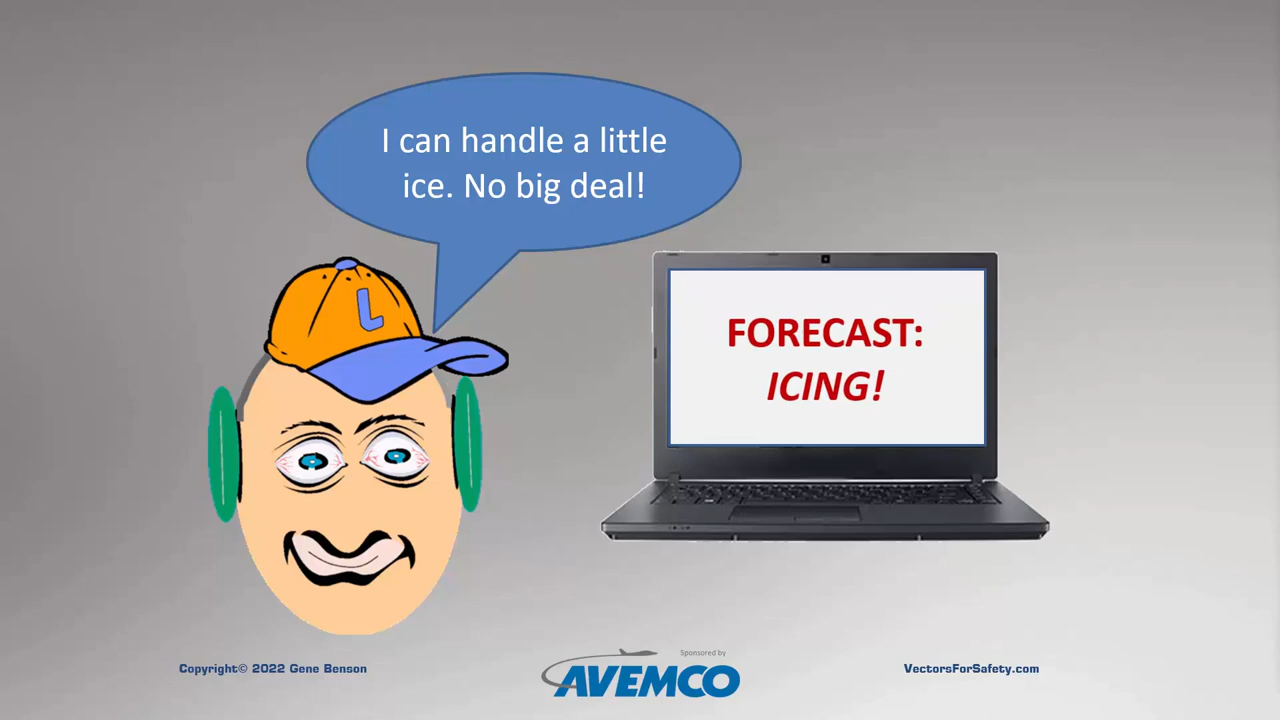 I can handle a little
ice. No big deal!
L
FORECAST:
ICING!
Copyright© 2022 Gene Benson
Sponsored by
AVEMCO
VectorsForSafety.com